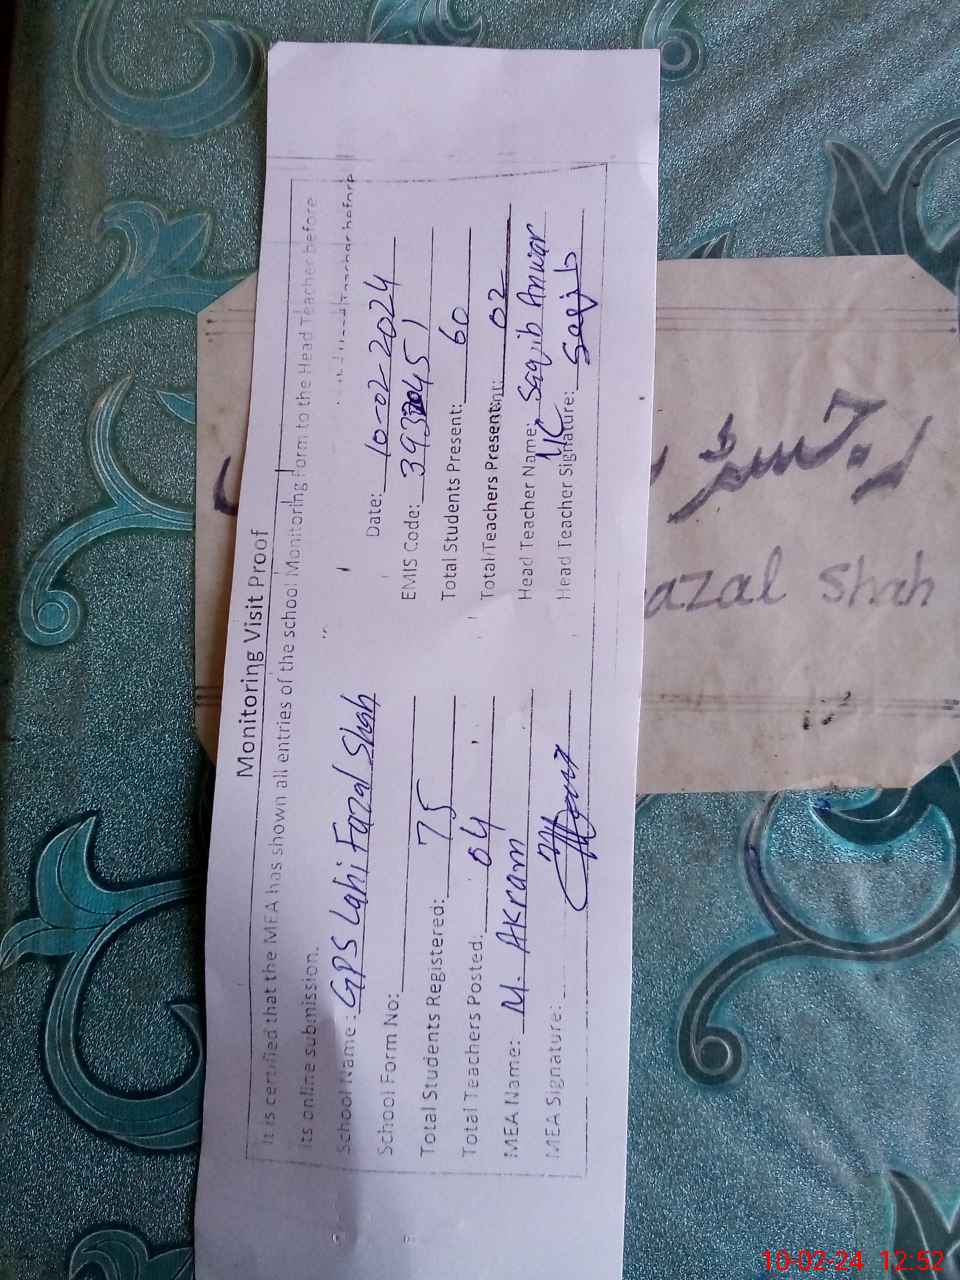 Monitoring Visit Proof
It is certified that the MEA has shown all entries of the school Monitoring Form to the Head Teacher before
its online submission.
School Name: GPS Lahi Fazal Shah
Date: 10-02-2024
School Form No:
EMIS Code:
Total Students Registered: 75
Total Students Present: 60
Total Teachers Posted: 04
Total Teachers Present: 02
MEA Name: M. Akram
Head Teacher Name: Saqib Anwar
MEA Signature:
Head Teacher Signature: Saqib
رجسٹر
azal Shah
10-02-24 12:52